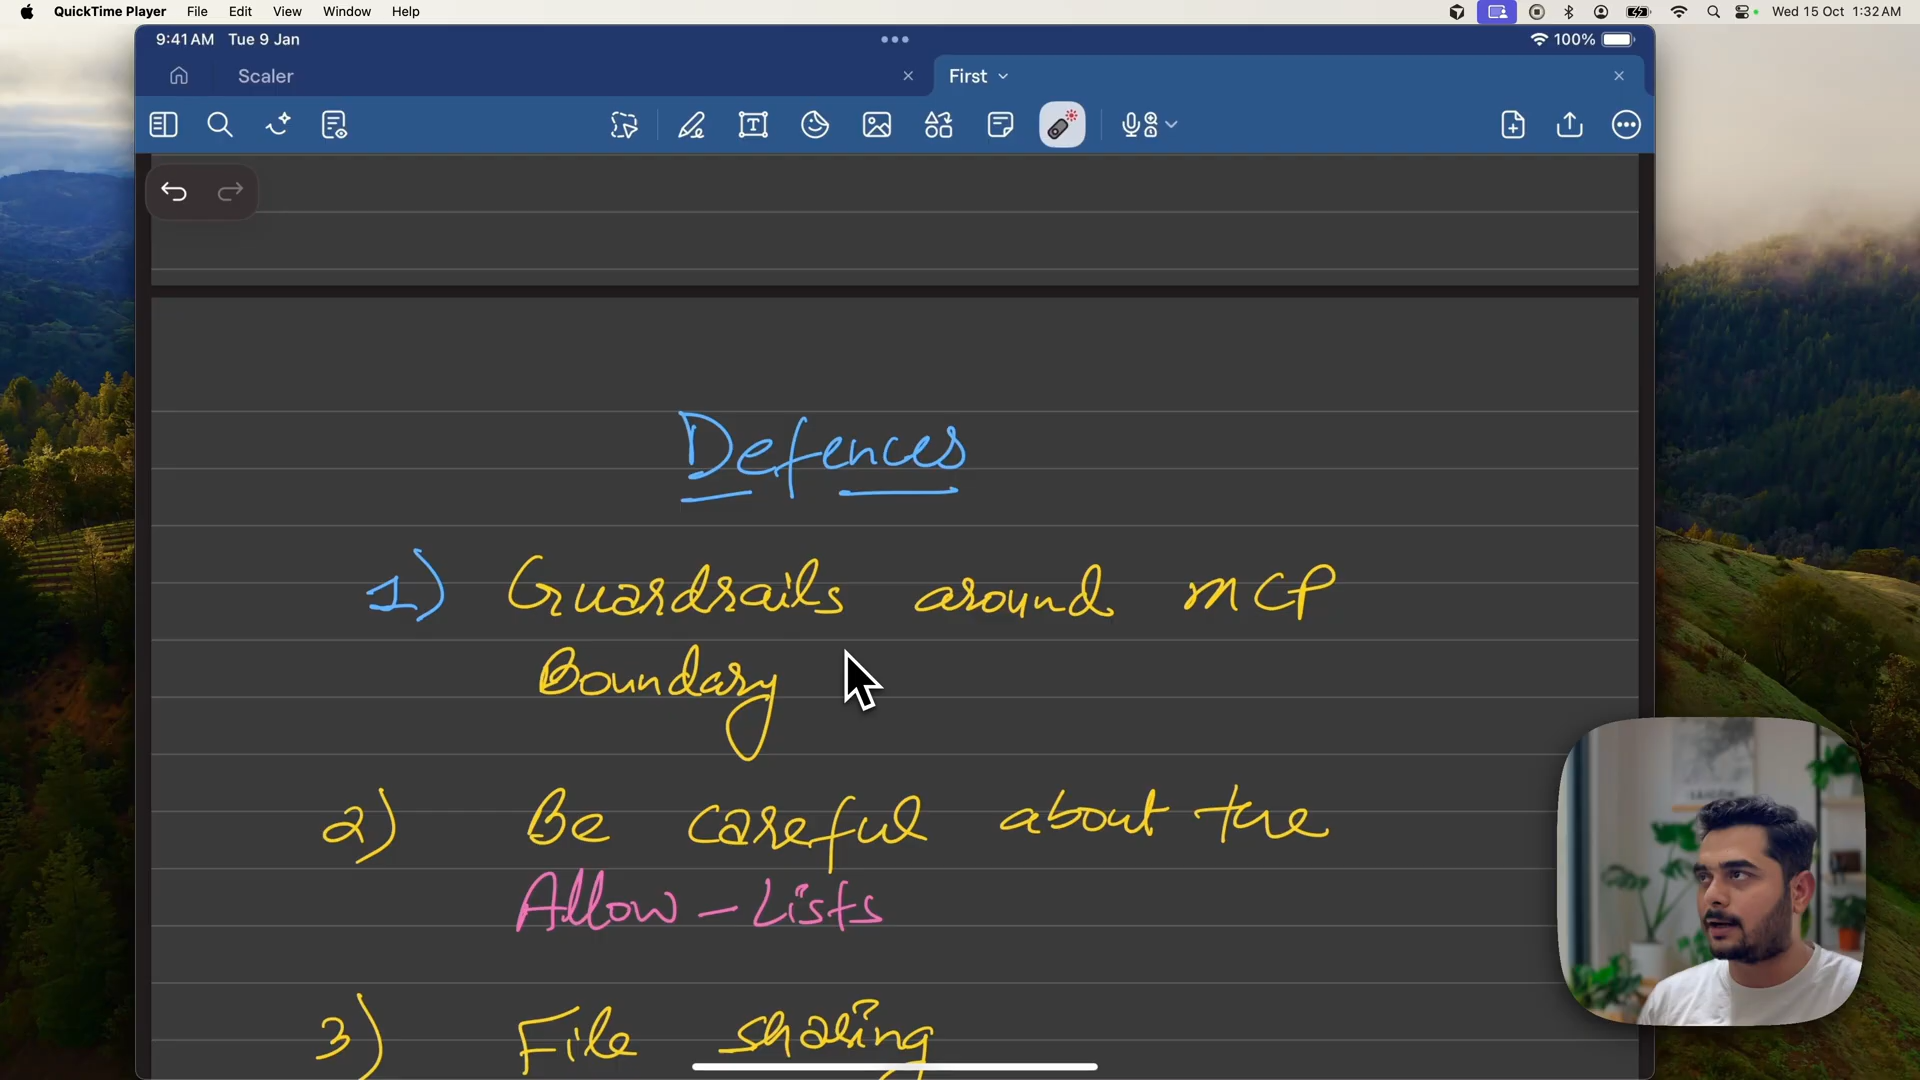 QuickTime Player File Edit View Window Help
Wed 15 Oct 1:32 AM
9:41 AM Tue 9 Jan
100%
Scaler
First
Defences
1) Guardrails around MCP
Boundary
2) Be careful about the
Allow - Lists
3) File sharing